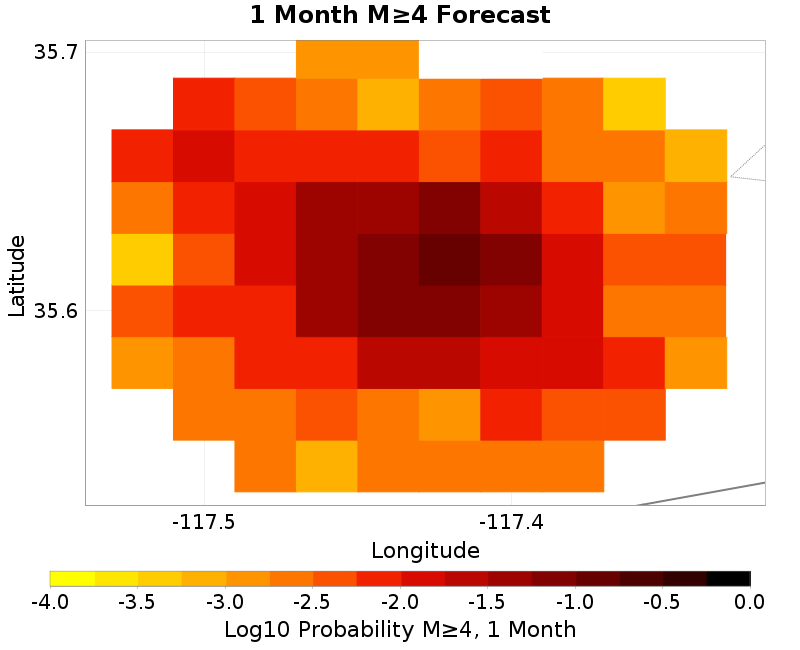 1 Month M≥4 Forecast
35.7
35.6
Latitude
-117.5 -117.4
Longitude
-4.0 -3.5 -3.0 -2.5 -2.0 -1.5 -1.0 -0.5 0.0
Log10 Probability M≥4, 1 Month